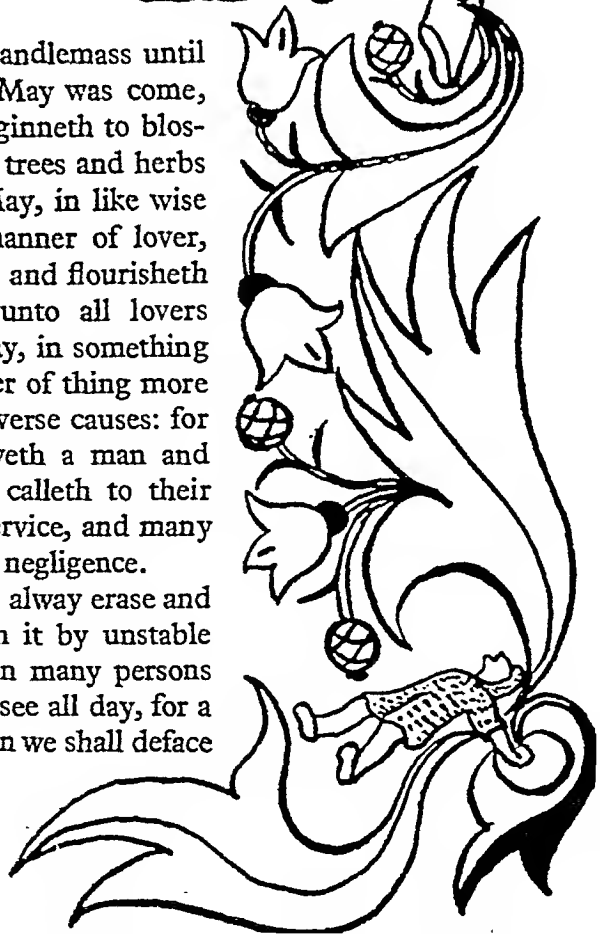 andlemass until
May was come,
ginneth to blos-
trees and herbs
ay, in like wise
anner of lover,
and flourisheth
unto all lovers
y, in something
er of thing more
verse causes: for
veth a man and
calleth to their
rvice, and many
negligence.
alway erase and
it by unstable
n many persons
see all day, for a
n we shall deface